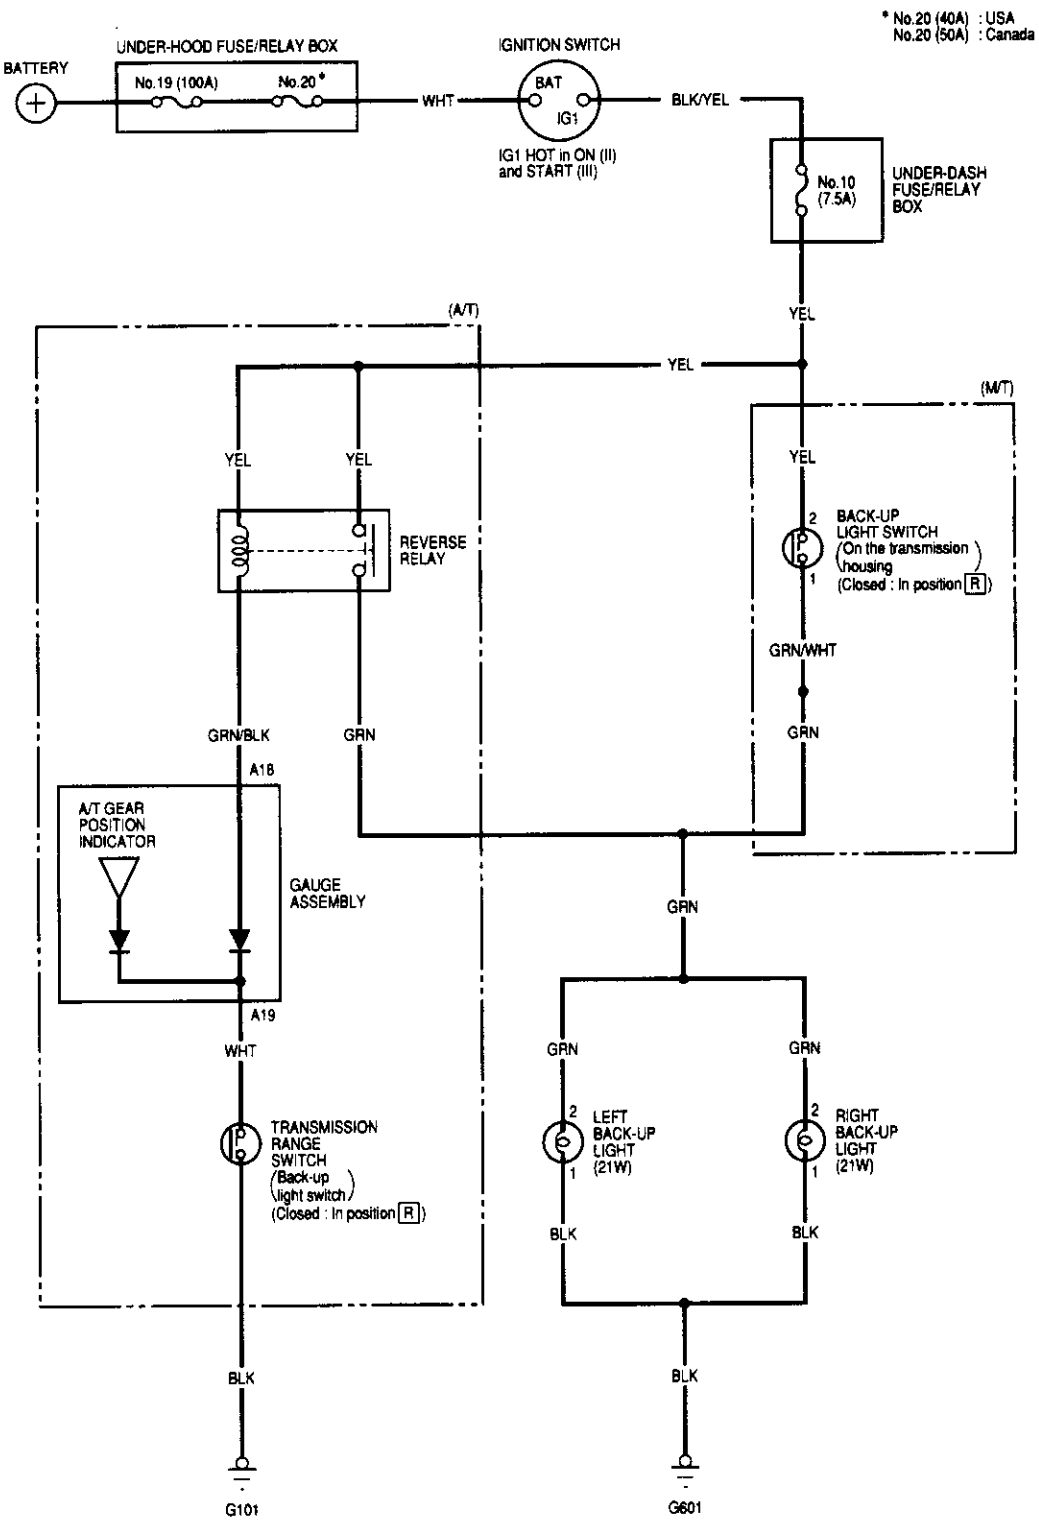 * No.20 (40A) : USA
No.20 (50A) : Canada
UNDER-HOOD FUSE/RELAY BOX
IGNITION SWITCH
BATTERY
No.19 (100A)
No.20*
BAT
WHT
BLK/YEL
IG1
IG1 HOT in ON (II)
and START (III)
No.10
(7.5A)
UNDER-DASH
FUSE/RELAY
BOX
YEL
(A/T)
YEL
(M/T)
YEL
YEL
YEL
2
BACK-UP
LIGHT SWITCH
(On the transmission
housing)
(Closed : In position R)
1
REVERSE
RELAY
GRN/WHT
GRN/BLK
GRN
GRN
A18
A/T GEAR
POSITION
INDICATOR
GAUGE
ASSEMBLY
GRN
A19
WHT
GRN
GRN
2
LEFT
BACK-UP
LIGHT
(21W)
1
2
RIGHT
BACK-UP
LIGHT
(21W)
1
TRANSMISSION
RANGE
SWITCH
(Back-up
light switch)
(Closed : In position R)
BLK
BLK
BLK
BLK
G101
G601